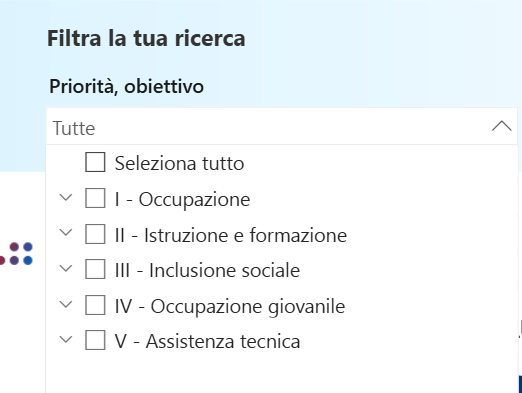 Filtra la tua ricerca
Priorità, obiettivo
Tutte
Seleziona tutto
I - Occupazione
II - Istruzione e formazione
III - Inclusione sociale
IV - Occupazione giovanile
V - Assistenza tecnica